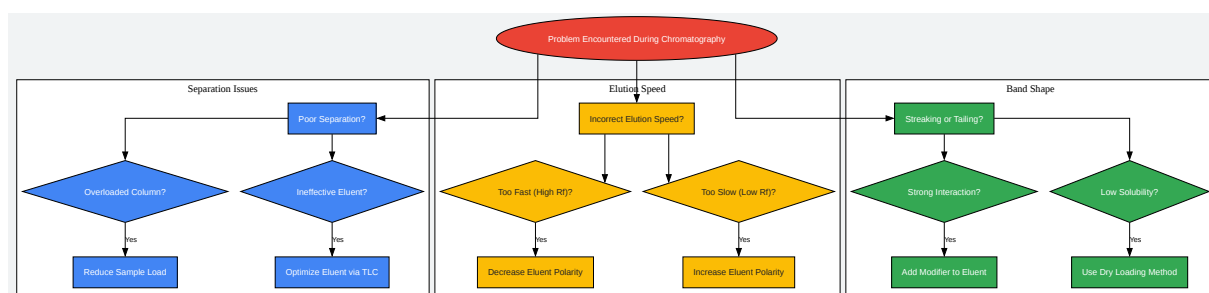 Problem Encountered During Chromatography
Separation Issues
Elution Speed
Band Shape
Poor Separation?
Incorrect Elution Speed?
Streaking or Tailing?
Overloaded Column?
Ineffective Eluent?
Too Fast (High Rf)?
Too Slow (Low Rf)?
Strong Interaction?
Low Solubility?
Yes
Yes
Yes
Yes
Yes
Yes
Reduce Sample Load
Optimize Eluent via TLC
Decrease Eluent Polarity
Increase Eluent Polarity
Add Modifier to Eluent
Use Dry Loading Method